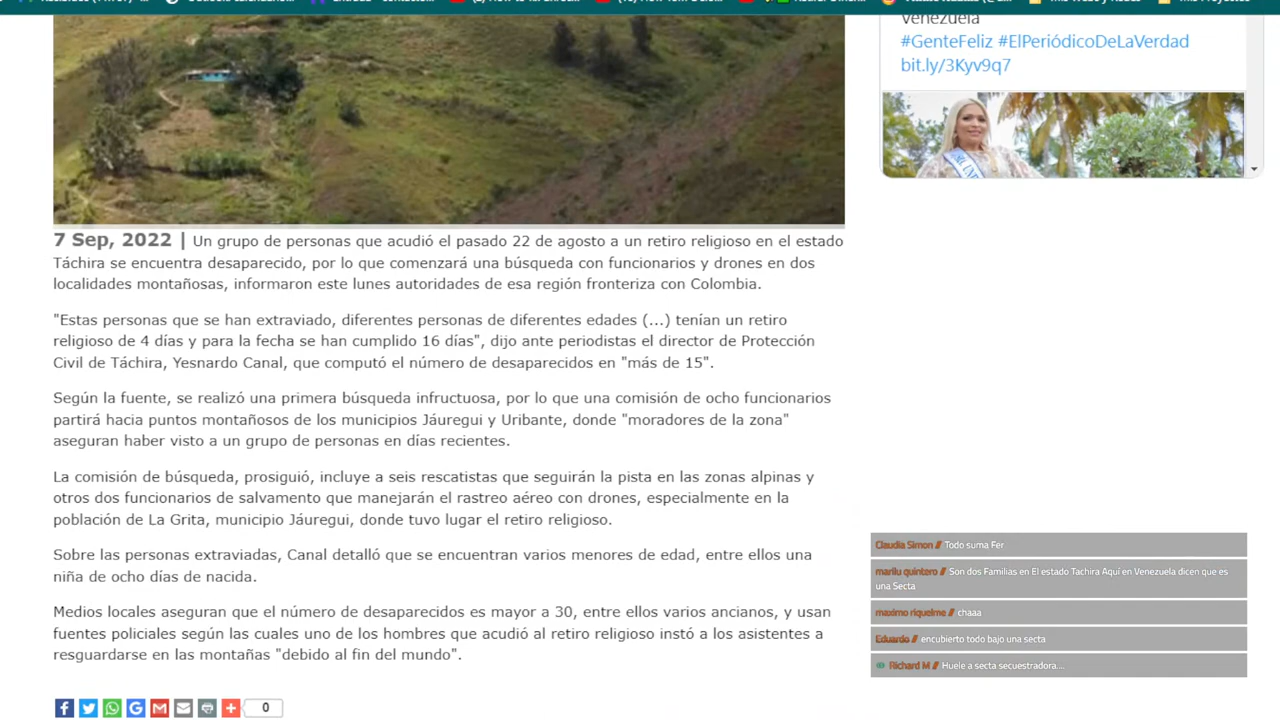 Venezuela
#GenteFeliz #ElPeriódicoDeLaVerdad
bit.ly/3Kyv9q7
7 Sep, 2022 | Un grupo de personas que acudió el pasado 22 de agosto a un retiro religioso en el estado
Táchira se encuentra desaparecido, por lo que comenzará una búsqueda con funcionarios y drones en dos
localidades montañosas, informaron este lunes autoridades de esa región fronteriza con Colombia.
"Estas personas que se han extraviado, diferentes personas de diferentes edades (...) tenían un retiro
religioso de 4 días y para la fecha se han cumplido 16 días", dijo ante periodistas el director de Protección
Civil de Táchira, Yesnardo Canal, que computó el número de desaparecidos en "más de 15".
Según la fuente, se realizó una primera búsqueda infructuosa, por lo que una comisión de ocho funcionarios
partirá hacia puntos montañosos de los municipios Jáuregui y Uribante, donde "moradores de la zona"
aseguran haber visto a un grupo de personas en días recientes.
La comisión de búsqueda, prosiguió, incluye a seis rescatistas que seguirán la pista en las zonas alpinas y
otros dos funcionarios de salvamento que manejarán el rastreo aéreo con drones, especialmente en la
población de La Grita, municipio Jáuregui, donde tuvo lugar el retiro religioso.
Sobre las personas extraviadas, Canal detalló que se encuentran varios menores de edad, entre ellos una
niña de ocho días de nacida.
Medios locales aseguran que el número de desaparecidos es mayor a 30, entre ellos varios ancianos, y usan
fuentes policiales según las cuales uno de los hombres que acudió al retiro religioso instó a los asistentes a
resguardarse en las montañas "debido al fin del mundo".
0
Claudia Simon // Todo suma Fer
marilu quintero // Son dos Familias en El estado Tachira Aquí en Venezuela dicen que es
una Secta
maximo riquelme // chaaa
Eduardo // encubierto todo bajo una secta
Richard M // Huele a secta secuestradora....